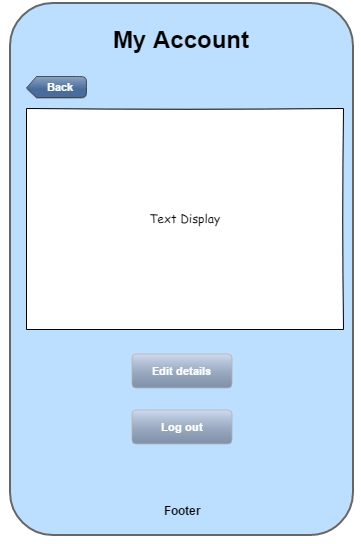 My Account
Back
Text Display
Edit details
Log out
Footer